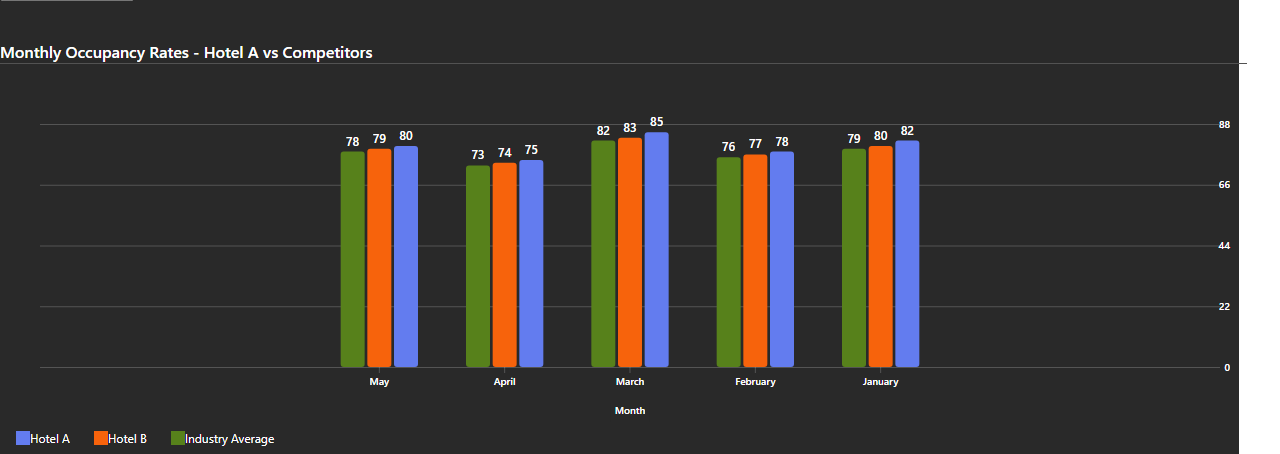 Monthly Occupancy Rates - Hotel A vs Competitors
88
66
44
22
0
78 79 80
73 74 75
82 83 85
76 77 78
79 80 82
May April March February January
Month
Hotel A Hotel B Industry Average